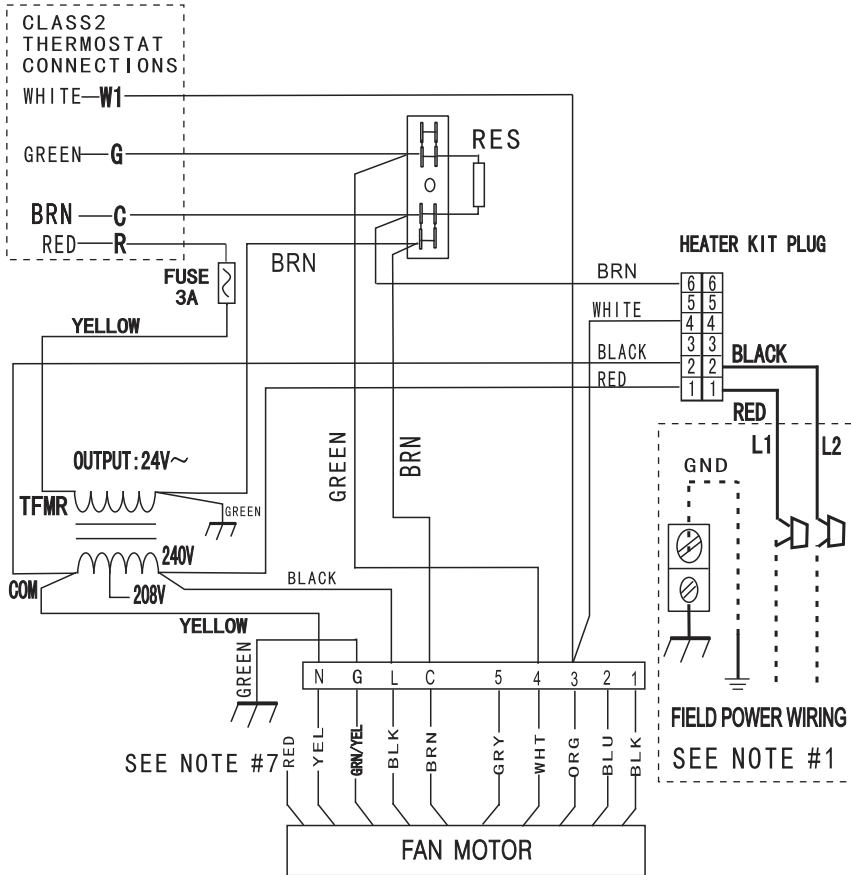 CLASS2
THERMOSTAT
CONNECTIONS
WHITE W1
GREEN G
BRN C
RED R
RES
BRN
FUSE
3A
YELLOW
HEATER KIT PLUG
BRN
WHITE
BLACK
RED
6 6
5 5
4 4
3 3
2 2
1 1
BLACK
RED
L1
L2
GND
OUTPUT:24V~
TFMR
GREEN
GREEN
BRN
240V
COM
208V
BLACK
YELLOW
GREEN
N G L C 5 4 3 2 1
FIELD POWER WIRING
SEE NOTE #1
SEE NOTE #7
RED YEL GRN/YEL BLK BRN GRY WHT ORG BLU BLK
FAN MOTOR